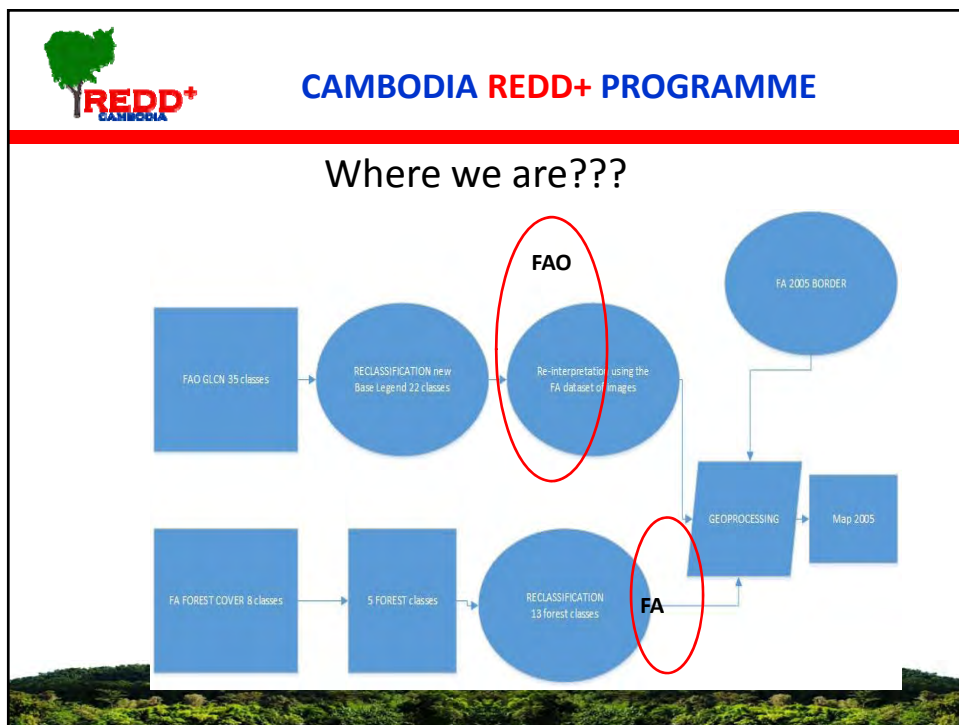 REDD+
CAMBODIA
CAMBODIA REDD+ PROGRAMME
Where we are???
FAO
FA 2005 BORDER
FAO GLCN 35 classes
RECLASSIFICATION new
Base Legend 22 classes
Re-interpretation using the
FA dataset of images
GEOPROCESSING
Map 2005
FA FOREST COVER 8 classes
5 FOREST classes
RECLASSIFICATION
13 forest classes
FA